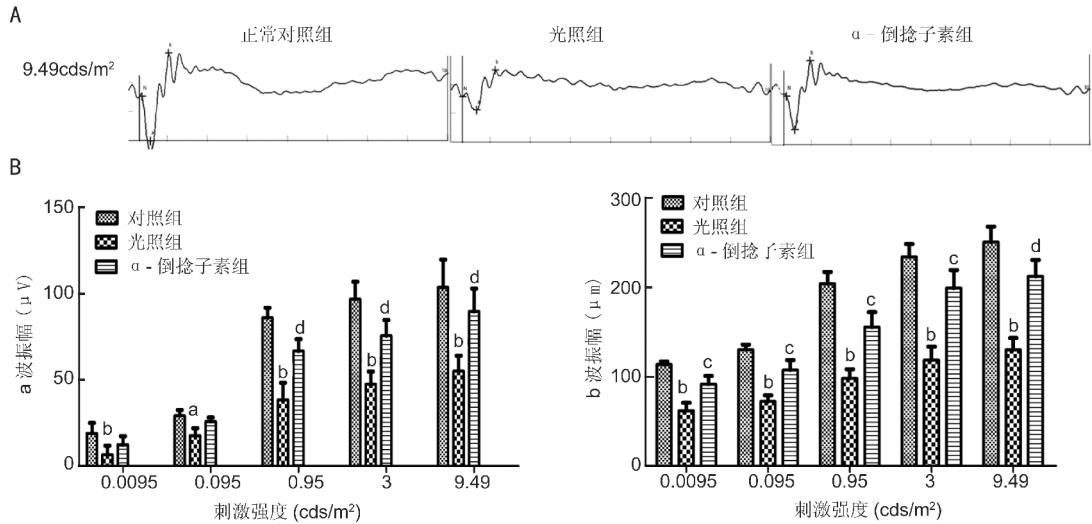 A
正常对照组 光照组 α-倒捻子素组
9.49cds/m²
B
150
100
50
0
a 波振幅 (μV)
对照组
光照组
α-倒捻子素组
b a b d b d b d
0.0095 0.095 0.95 3 9.49
刺激强度 (cds/m²)
300
200
100
0
b 波振幅 (μm)
对照组
光照组
α-倒捻子素组
b c b c b c b c b d
0.0095 0.095 0.95 3 9.49
刺激强度 (cds/m²)